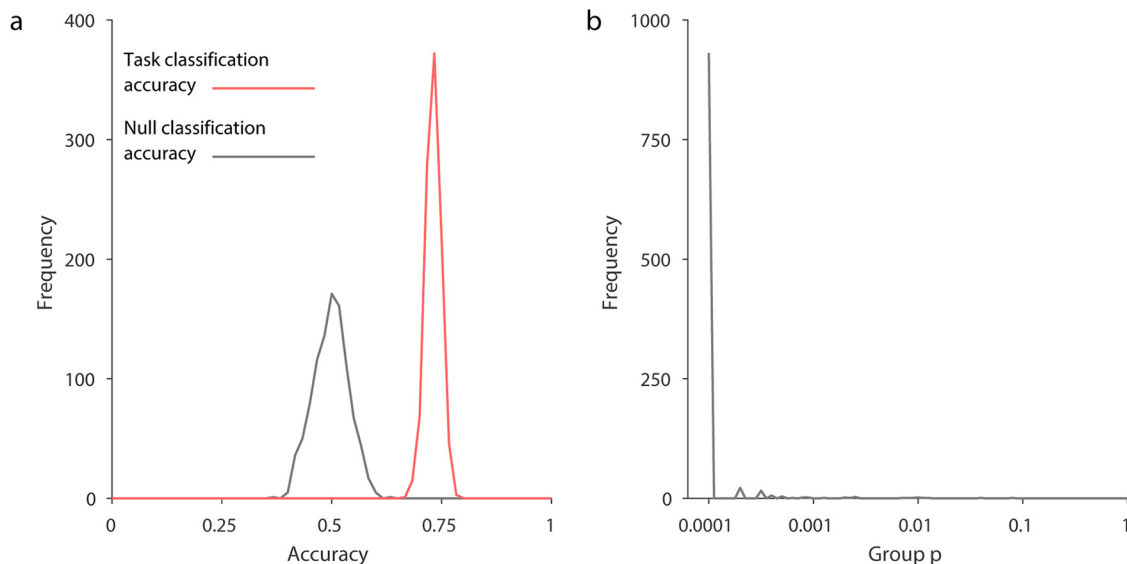 a
400
300
200
100
0
Frequency
Task classification
accuracy
Null classification
accuracy
0 0.25 0.5 0.75 1
Accuracy
b
1000
750
500
250
0
Frequency
0.0001 0.001 0.01 0.1 1
Group p